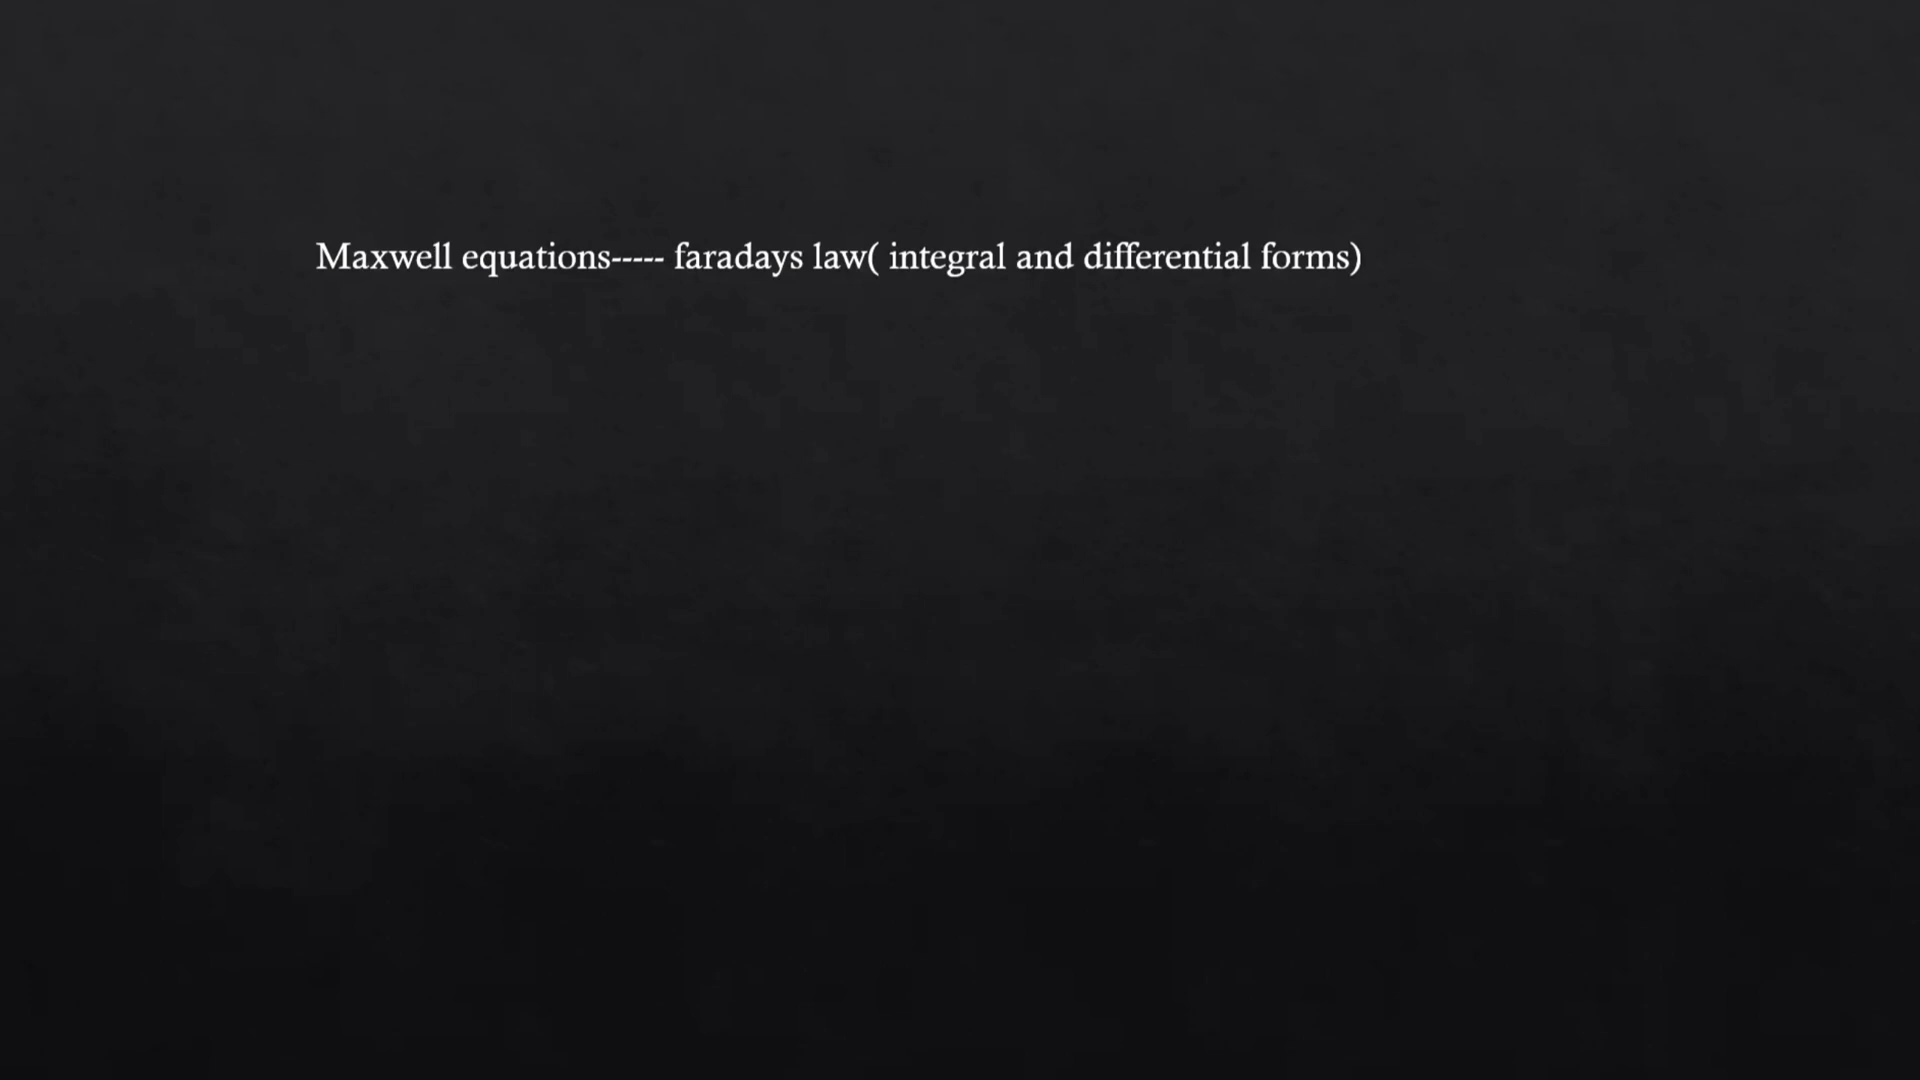 Maxwell equations----- faradays law( integral and differential forms)